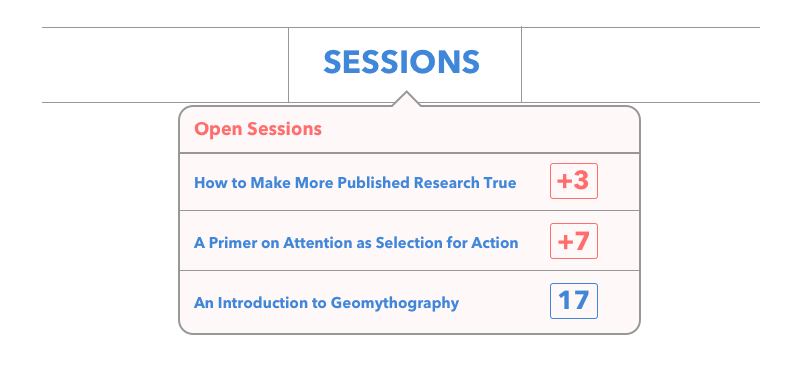 SESSIONS
Open Sessions
How to Make More Published Research True +3
A Primer on Attention as Selection for Action +7
An Introduction to Geomythography 17